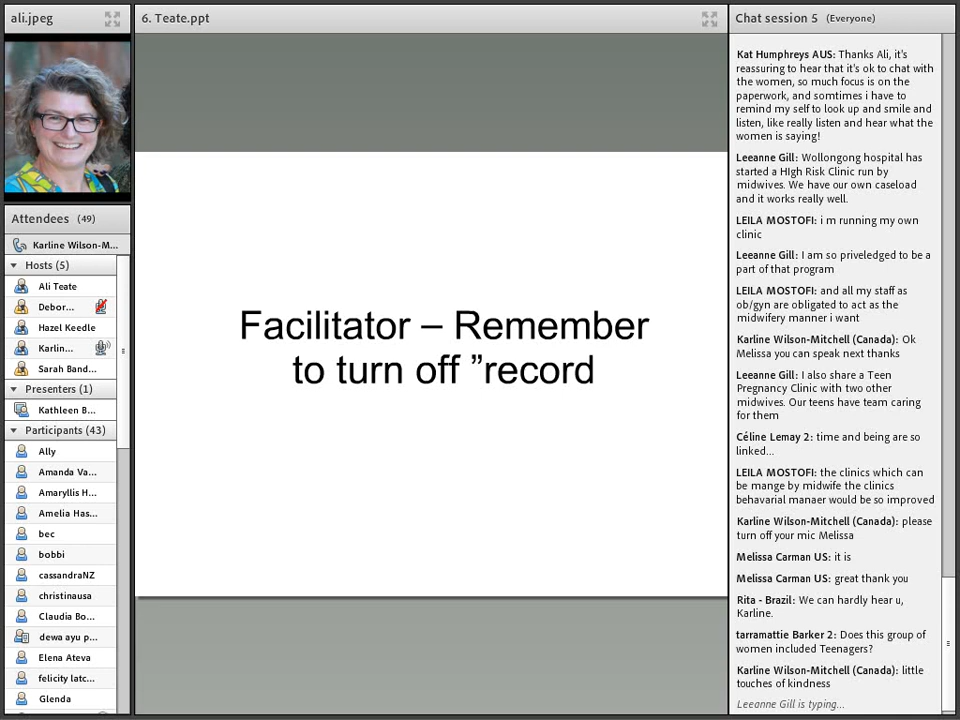 ali.jpeg
Attendees (49)
Karline Wilson-M...
Hosts (5)
Ali Teate
Debor...
Hazel Keedle
Karlin...
Sarah Band...
Presenters (1)
Kathleen B...
Participants (43)
Ally
Amanda Va...
Amaryllis H...
Amelia Has...
bec
bobbi
cassandraNZ
christinausa
Claudia Bo...
dewa ayu p...
Elena Ateva
felicity latc...
Glenda
6. Teate.ppt
Facilitator – Remember
to turn off ”record
Chat session 5 (Everyone)
Kat Humphreys AUS: Thanks Ali, it's
reassuring to hear that it's ok to chat with
the women, so much focus is on the
paperwork, and somtimes i have to
remind my self to look up and smile and
listen, like really listen and hear what the
women is saying!
Leeanne Gill: Wollongong hospital has
started a HIgh Risk Clinic run by
midwives. We have our own caseload
and it works really well.
LEILA MOSTOFI: i m running my own
clinic
Leeanne Gill: I am so priveledged to be a
part of that program
LEILA MOSTOFI: and all my staff as
ob/gyn are obligated to act as the
midwifery manner i want
Karline Wilson-Mitchell (Canada): Ok
Melissa you can speak next thanks
Leeanne Gill: I also share a Teen
Pregnancy Clinic with two other
midwives. Our teens have team caring
for them
Céline Lemay 2: time and being are so
linked...
LEILA MOSTOFI: the clinics which can
be mange by midwife the clinics
behavarial manaer would be so improved
Karline Wilson-Mitchell (Canada): please
turn off your mic Melissa
Melissa Carman US: it is
Melissa Carman US: great thank you
Rita - Brazil: We can hardly hear u,
Karline.
tarramattie Barker 2: Does this group of
women included Teenagers?
Karline Wilson-Mitchell (Canada): little
touches of kindness
Leeanne Gill is typing...